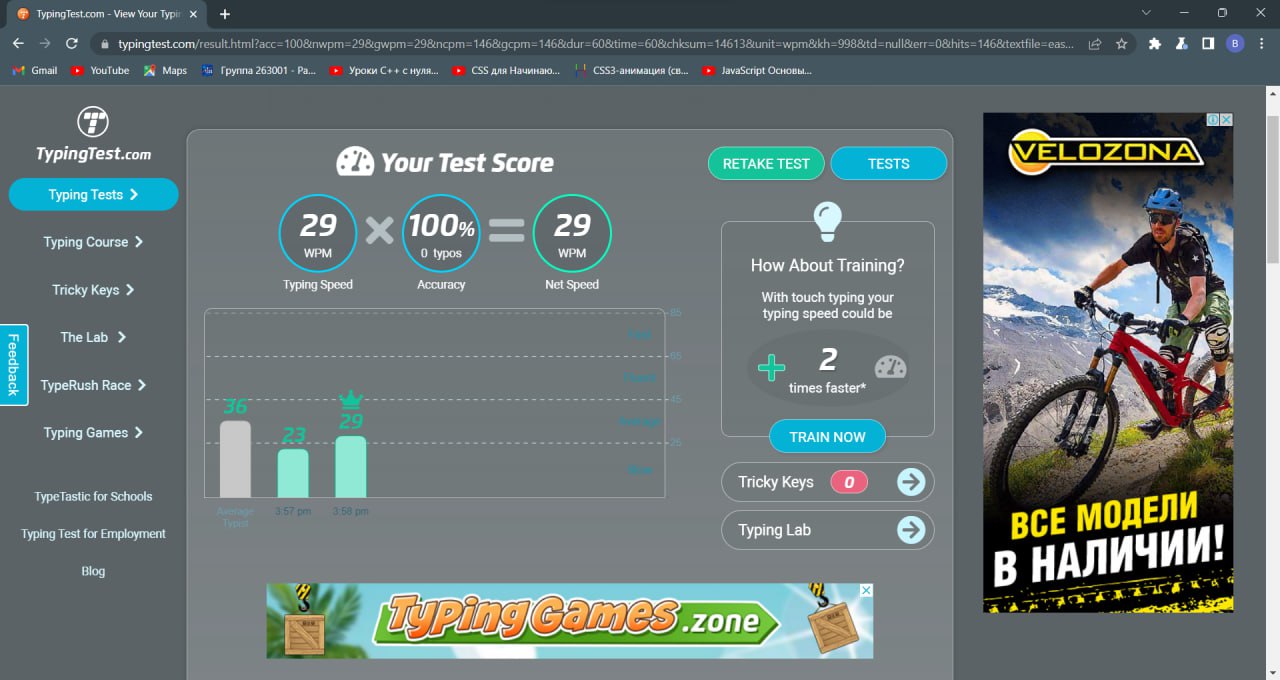 TypingTest.com - View Your Typin
typingtest.com/result.html?acc=100&nwpm=29&gwpm=29&ncpm=146&gcpm=146&dur=60&time=60&chksum=14613&unit=wpm&kh=998&td=null&err=0&hits=146&textfile=eas...
B
Gmail
YouTube
Maps
Группа 263001 - Ра...
Уроки C++ с нуля...
CSS для Начинаю...
CSS3-анимация (св...
JavaScript Основы...
TypingTest.com
Typing Tests
Typing Course
Tricky Keys
The Lab
TypeRush Race
Typing Games
TypeTastic for Schools
Typing Test for Employment
Blog
Feedback
Your Test Score
RETAKE TEST
TESTS
29
WPM
Typing Speed
100%
0 typos
Accuracy
29
WPM
Net Speed
85
65
45
25
Average
Slow
36
23
29
Average
Typist
3:57 pm
3:58 pm
How About Training?
With touch typing your
typing speed could be
2
times faster*
TRAIN NOW
Tricky Keys 0
Typing Lab
TypingGames.zone
VELOZONA
ВСЕ МОДЕЛИ
В НАЛИЧИИ!